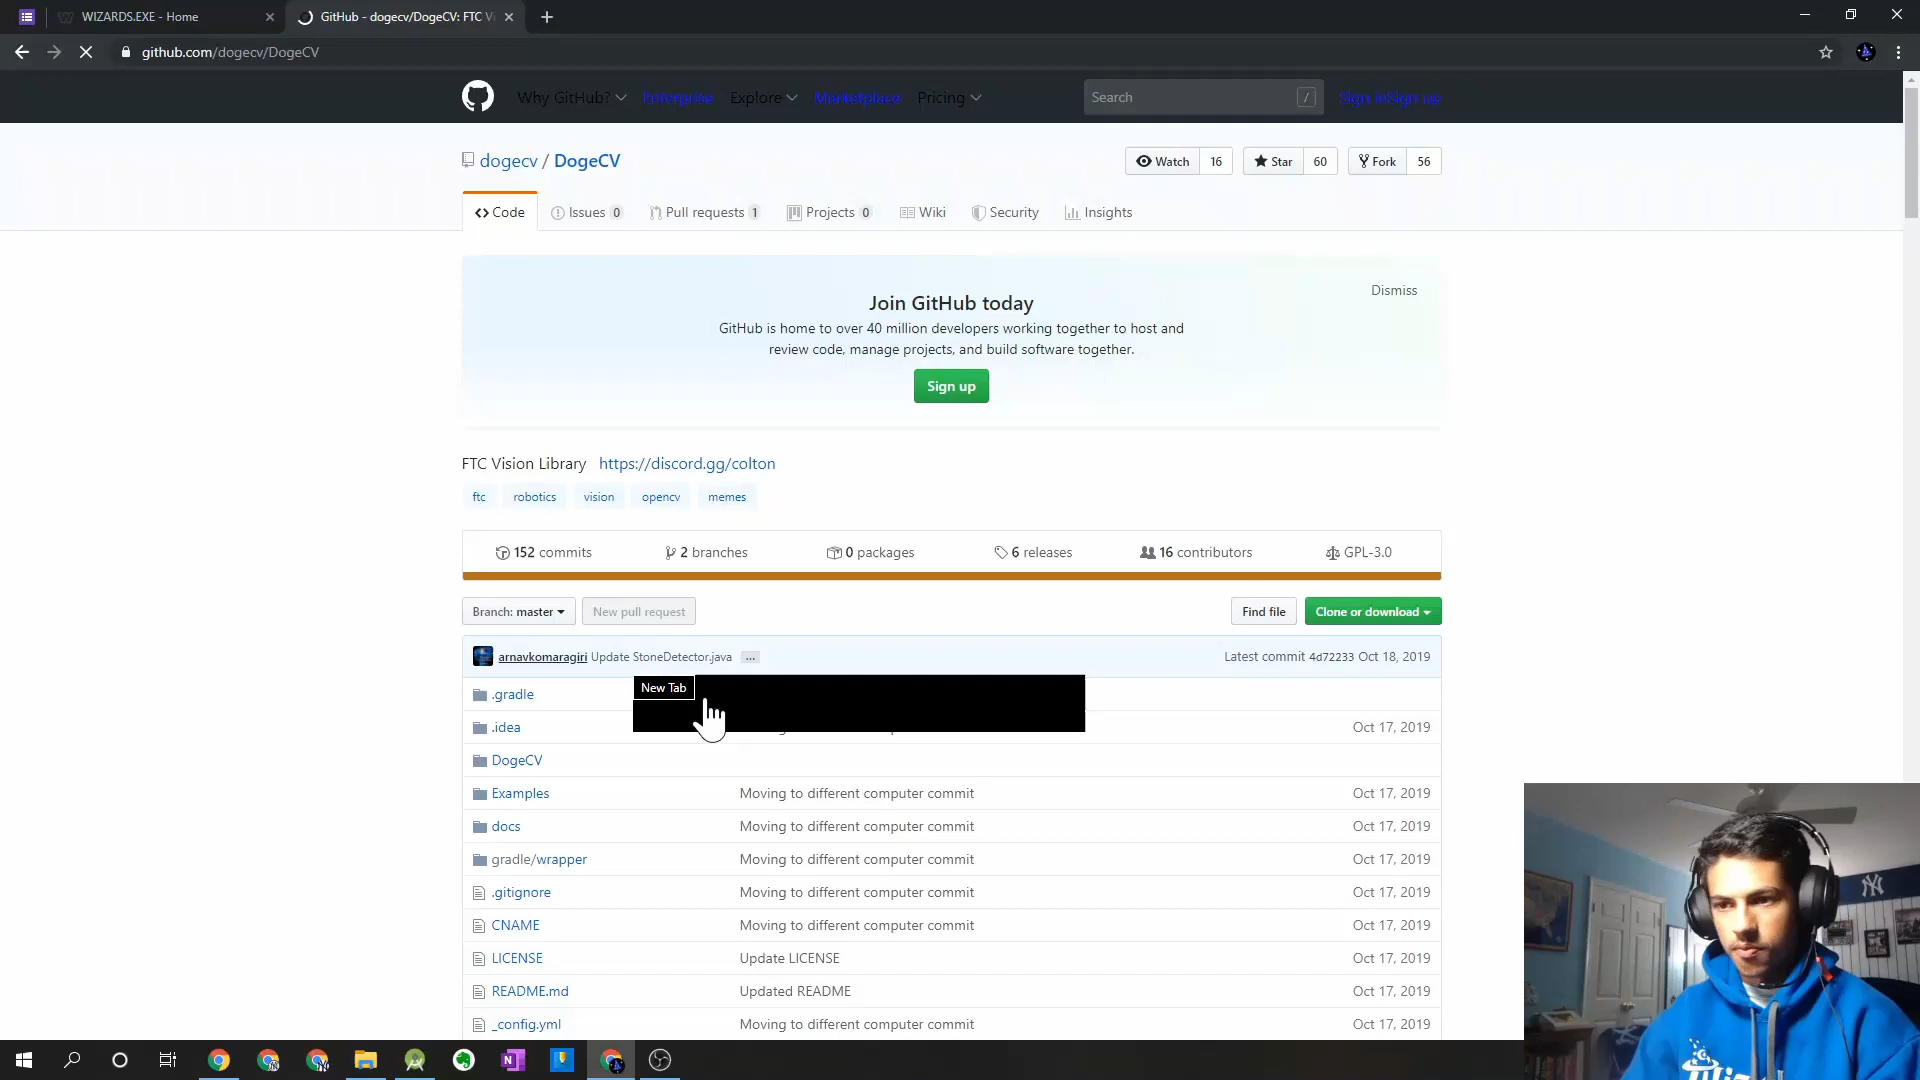 WIZARDS.EXE - Home
GitHub - dogecv/DogeCV: FTC Vi
github.com/dogecv/DogeCV
Why GitHub? Enterprise Explore Marketplace Pricing Search / Sign in Sign up
dogecv / DogeCV
Watch 16 Star 60 Fork 56
Code Issues 0 Pull requests 1 Projects 0 Wiki Security Insights
Join GitHub today
Dismiss
GitHub is home to over 40 million developers working together to host and
review code, manage projects, and build software together.
Sign up
FTC Vision Library https://discord.gg/colton
ftc robotics vision opencv memes
152 commits 2 branches 0 packages 6 releases 16 contributors GPL-3.0
Branch: master New pull request Find file Clone or download
arnavkomaragiri Update StoneDetector.java ... Latest commit 4d72233 Oct 18, 2019
.gradle
New Tab
.idea Oct 17, 2019
DogeCV
Examples Moving to different computer commit Oct 17, 2019
docs Moving to different computer commit Oct 17, 2019
gradle/wrapper Moving to different computer commit Oct 17, 2019
.gitignore Moving to different computer commit Oct 17, 2019
CNAME Moving to different computer commit Oct 17, 2019
LICENSE Update LICENSE Oct 17, 2019
README.md Updated README Oct 17, 2019
_config.yml Moving to different computer commit Oct 17, 2019